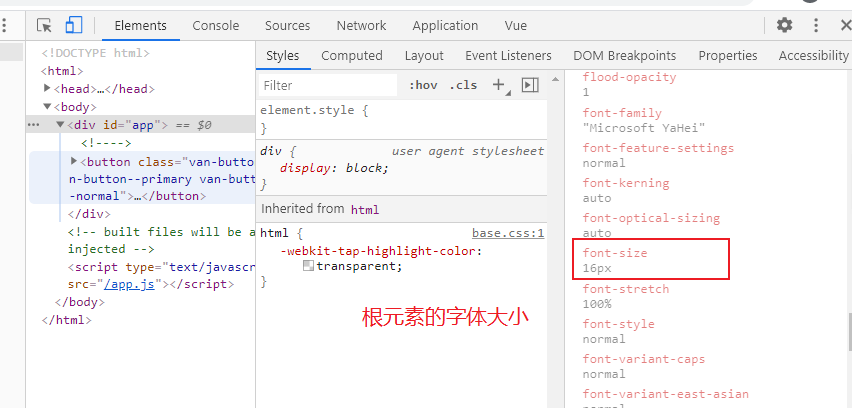 Elements Console Sources Network Application Vue
<!DOCTYPE html>
<html>
<head>…</head>
<body>
<div id="app"> == $0
<!---->
<button class="van-butto
n-button--primary van-butt
-normal">…</button>
</div>
<!-- built files will be a
injected -->
<script type="text/javascr
src="/app.js"></script>
</body>
</html>
Styles Computed Layout Event Listeners DOM Breakpoints Properties Accessibility
Filter :hov .cls
element.style {
}
div { user agent stylesheet
display: block;
}
Inherited from html
html { base.css:1
-webkit-tap-highlight-color:
transparent;
}
根元素的字体大小
flood-opacity
1
font-family
"Microsoft YaHei"
font-feature-settings
normal
font-kerning
auto
font-optical-sizing
auto
font-size
16px
font-stretch
100%
font-style
normal
font-variant-caps
normal
font-variant-east-asian
normal